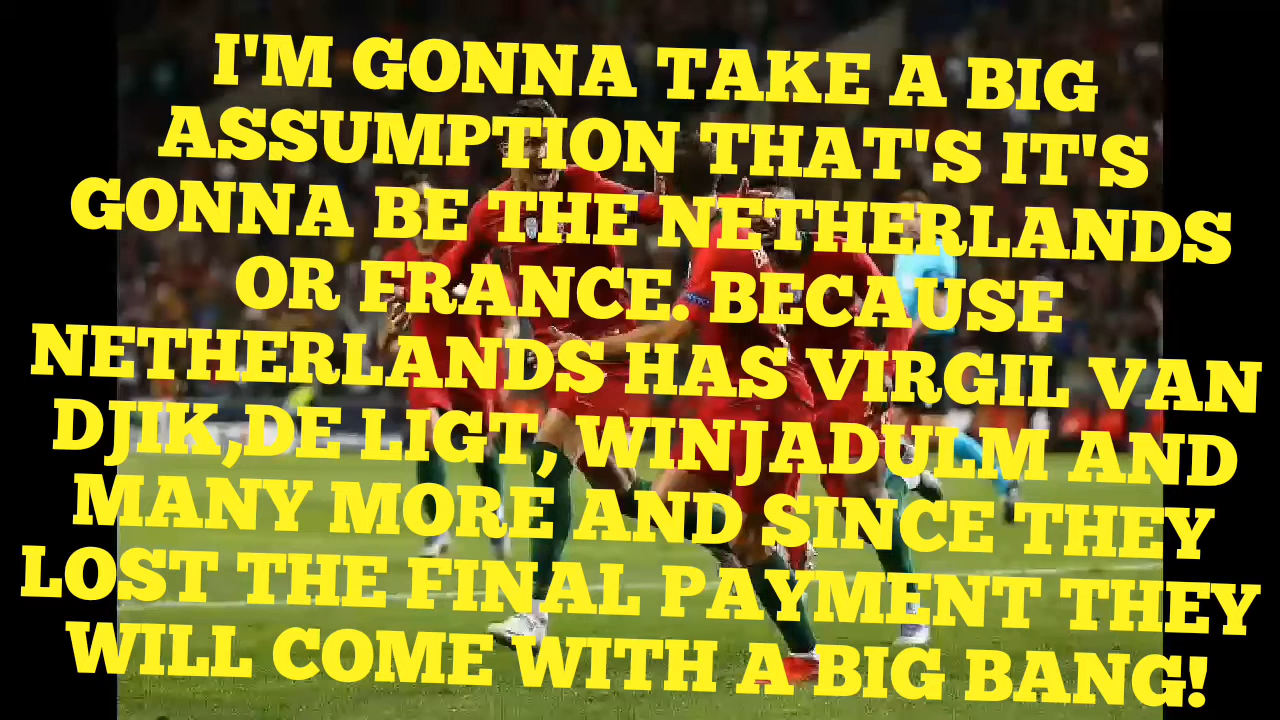 I'M GONNA TAKE A BIG
ASSUMPTION THAT'S IT'S
GONNA BE THE NETHERLANDS
OR FRANCE. BECAUSE
NETHERLANDS HAS VIRGIL VAN
DJIK,DE LIGT, WINJADULM AND
MANY MORE AND SINCE THEY
LOST THE FINAL PAYMENT THEY
WILL COME WITH A BIG BANG!